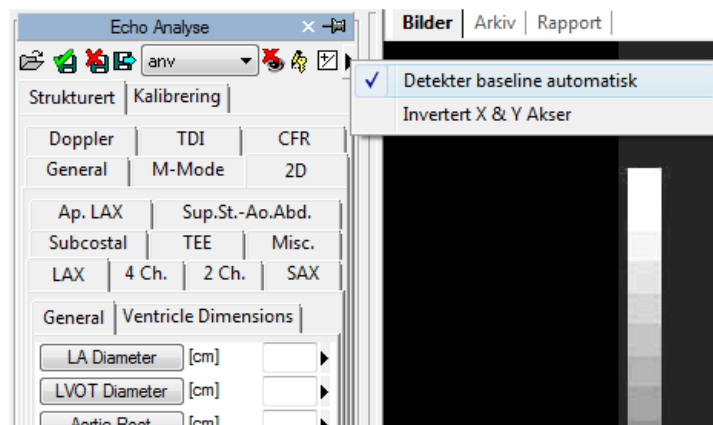 Echo Analyse
Bilder Arkiv Rapport
anv
Detekter baseline automatisk
Invertert X & Y Akser
Strukturert Kalibrering
Doppler TDI CFR
General M-Mode 2D
Ap. LAX Sup.St.-Ao.Abd.
Subcostal TEE Misc.
LAX 4 Ch. 2 Ch. SAX
General Ventricle Dimensions
LA Diameter [cm]
LVOT Diameter [cm]
Aortic Root [cm]